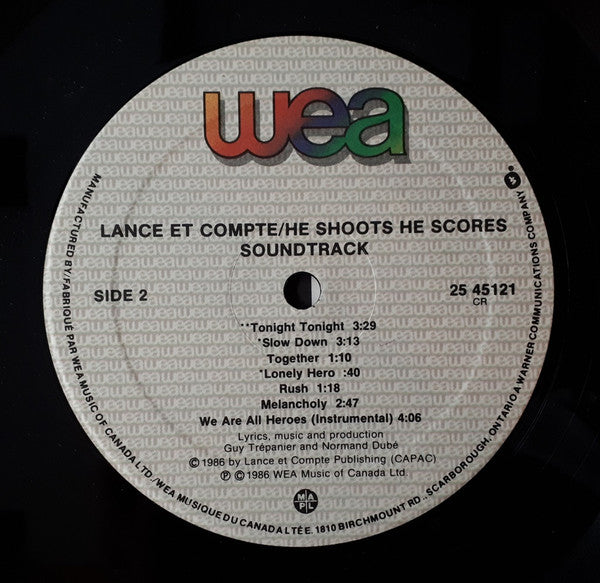 wea
LANCE ET COMPTE/HE SHOOTS HE SCORES
SOUNDTRACK
SIDE 2
25 45121
CR
**Tonight Tonight 3:29
*Slow Down 3:13
Together 1:10
*Lonely Hero :40
Rush 1:18
Melancholy 2:47
We Are All Heroes (Instrumental) 4:06
Lyrics, music and production
Guy Trépanier and Normand Dubé
© 1986 by Lance et Compte Publishing (CAPAC)
℗ © 1986 WEA Music of Canada Ltd.
MAPL
MANUFACTURED BY/FABRIQUÉ PAR WEA MUSIC OF CANADA LTD./WEA MUSIQUE DU CANADA LTÉE. 1810 BIRCHMOUNT RD., SCARBOROUGH, ONTARIO A WARNER COMMUNICATIONS COMPANY